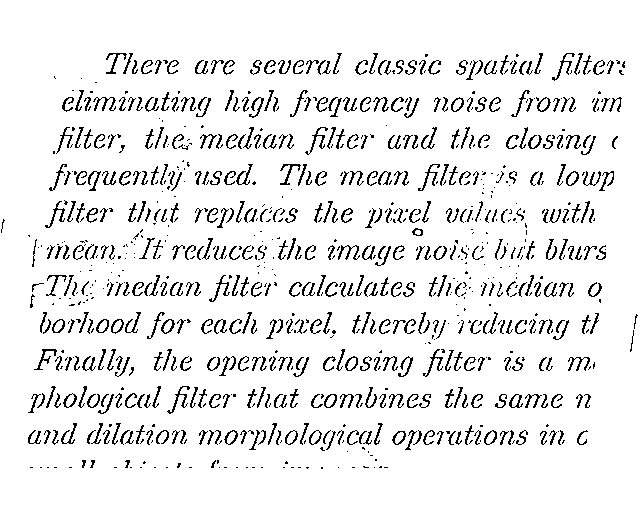 There are several classic spatial filters
eliminating high frequency noise from im
filter, the median filter and the closing
frequently used. The mean filter is a lowp
filter that replaces the pixel values with
mean. It reduces the image noise but blurs
The median filter calculates the median o
borhood for each pixel, thereby reducing th
Finally, the opening closing filter is a m
phological filter that combines the same n
and dilation morphological operations in